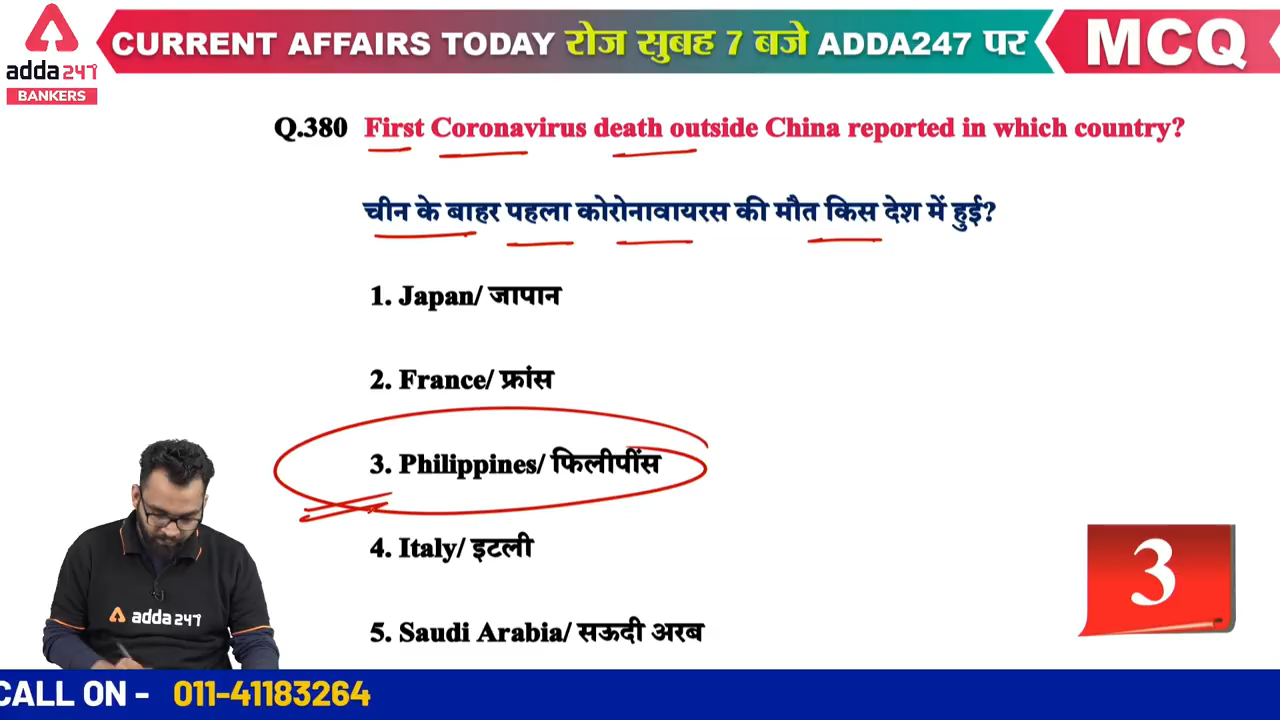 CURRENT AFFAIRS TODAY रोज सुबह 7 बजे ADDA247 पर
MCQ
adda247
BANKERS
Q.380 First Coronavirus death outside China reported in which country?
चीन के बाहर पहला कोरोनावायरस की मौत किस देश में हुई?
1. Japan/ जापान
2. France/ फ्रांस
3. Philippines/ फिलीपींस
4. Italy/ इटली
5. Saudi Arabia/ सऊदी अरब
3
adda247
CALL ON - 011-41183264